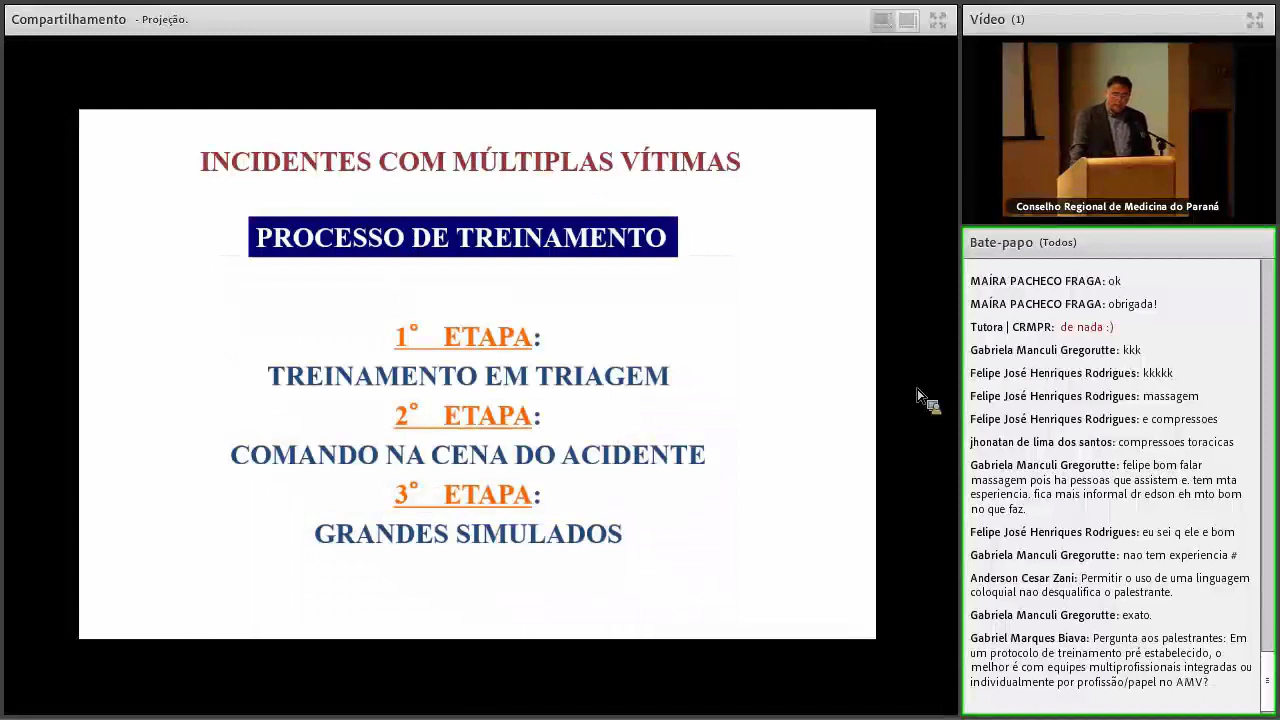 Compartilhamento - Projeção.
INCIDENTES COM MÚLTIPLAS VÍTIMAS
PROCESSO DE TREINAMENTO
1° ETAPA:
TREINAMENTO EM TRIAGEM
2° ETAPA:
COMANDO NA CENA DO ACIDENTE
3° ETAPA:
GRANDES SIMULADOS
Vídeo (1)
Conselho Regional de Medicina do Paraná
Bate-papo (Todos)
MAÍRA PACHECO FRAGA: ok
MAÍRA PACHECO FRAGA: obrigada!
Tutora | CRMPR: de nada :)
Gabriela Manculi Gregorutte: kkk
Felipe José Henriques Rodrigues: kkkkk
Felipe José Henriques Rodrigues: massagem
Felipe José Henriques Rodrigues: e compressoes
jhonatan de lima dos santos: compressoes toracicas
Gabriela Manculi Gregorutte: felipe bom falar
massagem pois ha pessoas que assistem e. tem mta
esperiencia. fica mais informal dr edson eh mto bom
no que faz.
Felipe José Henriques Rodrigues: eu sei q ele e bom
Gabriela Manculi Gregorutte: nao tem experiencia #
Anderson Cesar Zani: Permitir o uso de uma linguagem
coloquial nao desqualifica o palestrante.
Gabriela Manculi Gregorutte: exato.
Gabriel Marques Biava: Pergunta aos palestrantes: Em
um protocolo de treinamento pré estabelecido, o
melhor é com equipes multiprofissionais integradas ou
individualmente por profissão/papel no AMV?